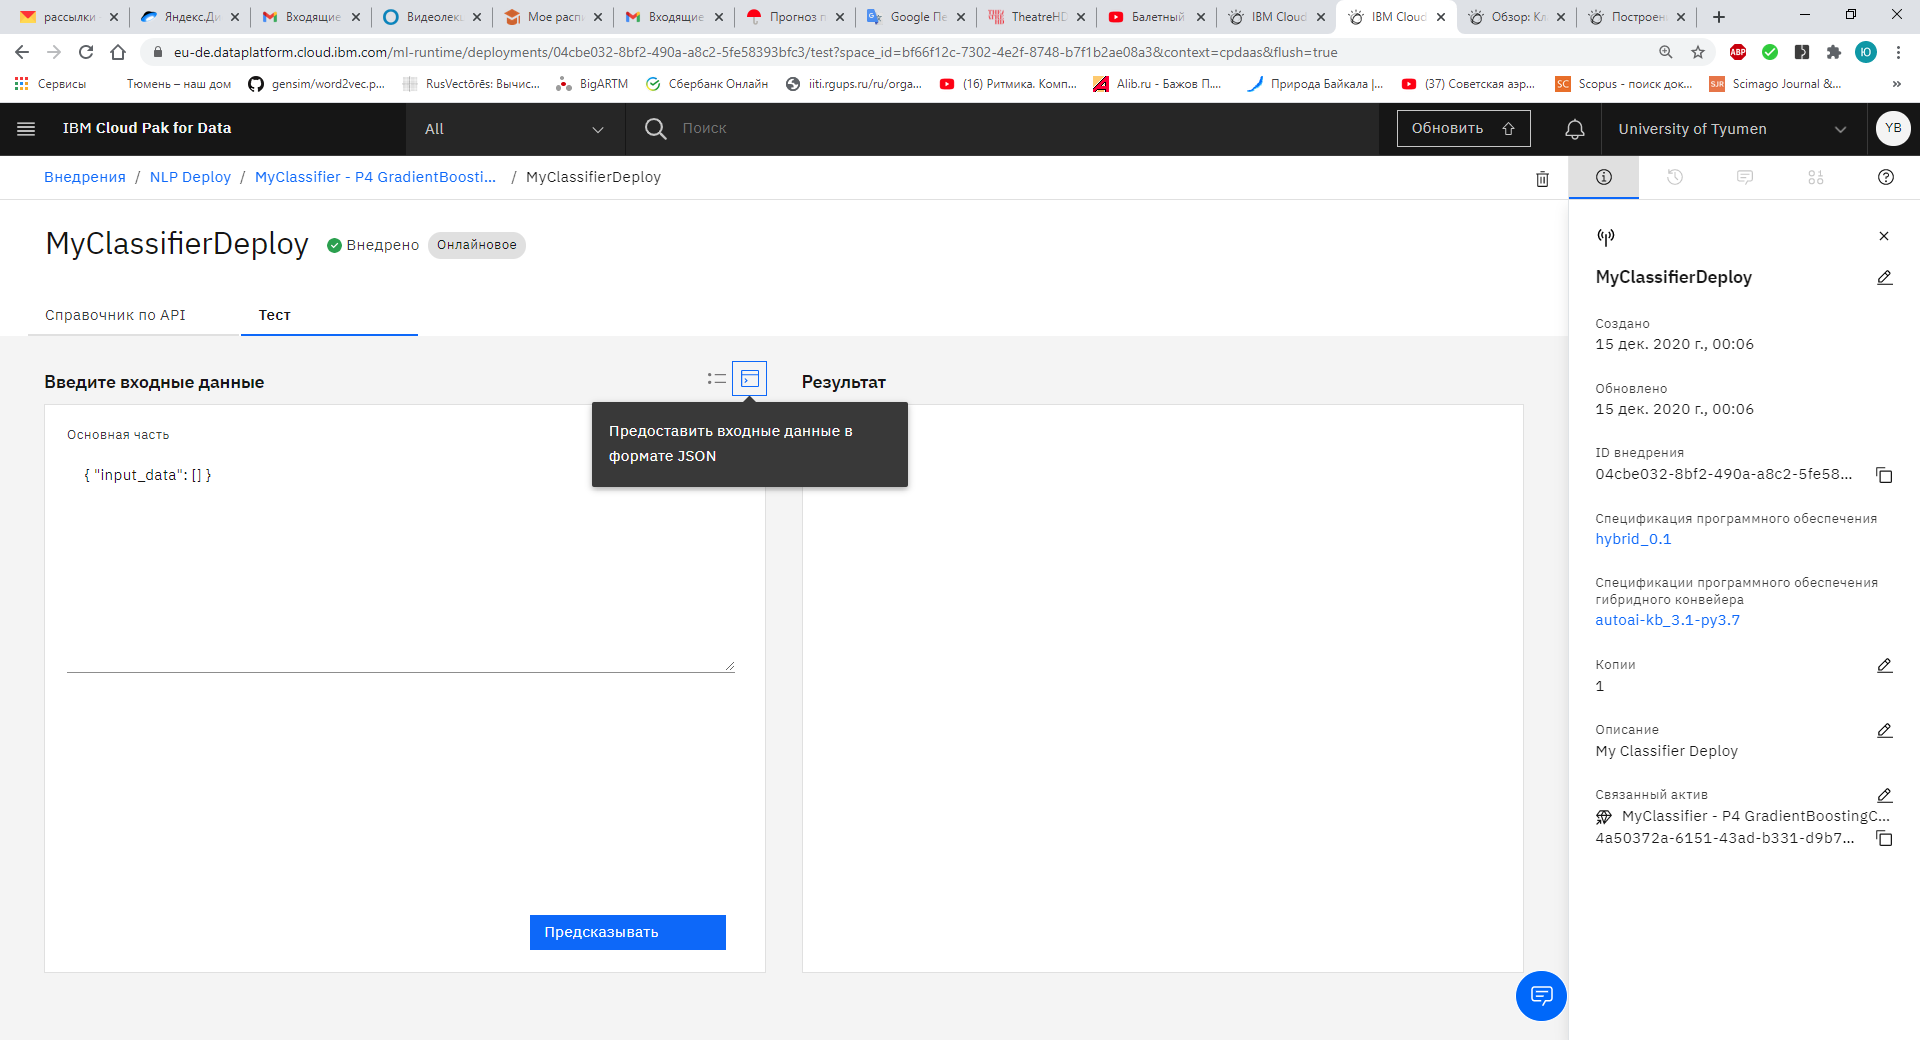 рассылки
Яндекс.Ди
Входящие
Видеолекц
Мое распи
Входящие
Прогноз п
Google Пе
TheatreHD
Балетный
IBM Cloud
IBM Cloud
Обзор: Кл
Построен
eu-de.dataplatform.cloud.ibm.com/ml-runtime/deployments/04cbe032-8bf2-490a-a8c2-5fe58393bfc3/test?space_id=bf66f12c-7302-4e2f-8748-b7f1b2ae08a3&context=cpdaas&flush=true
ABP
Ю
Сервисы
Тюмень – наш дом
gensim/word2vec.p...
RusVectōrēs: Вычис...
BigARTM
Сбербанк Онлайн
iiti.rgups.ru/ru/orga...
(16) Ритмика. Комп...
Alib.ru - Бажов П....
Природа Байкала |...
(37) Советская аэр...
SC Scopus - поиск док...
SJR Scimago Journal &...
»
IBM Cloud Pak for Data
All
Поиск
Обновить
University of Tyumen
YB
Внедрения / NLP Deploy / MyClassifier - P4 GradientBoosti... / MyClassifierDeploy
MyClassifierDeploy
Внедрено
Онлайновое
Справочник по API
Тест
Введите входные данные
Результат
Предоставить входные данные в
формате JSON
Основная часть
{ "input_data": [] }
Предсказывать
MyClassifierDeploy
Создано
15 дек. 2020 г., 00:06
Обновлено
15 дек. 2020 г., 00:06
ID внедрения
04cbe032-8bf2-490a-a8c2-5fe58...
Спецификация программного обеспечения
hybrid_0.1
Спецификации программного обеспечения
гибридного конвейера
autoai-kb_3.1-py3.7
Копии
1
Описание
My Classifier Deploy
Связанный актив
MyClassifier - P4 GradientBoostingC...
4a50372a-6151-43ad-b331-d9b7...